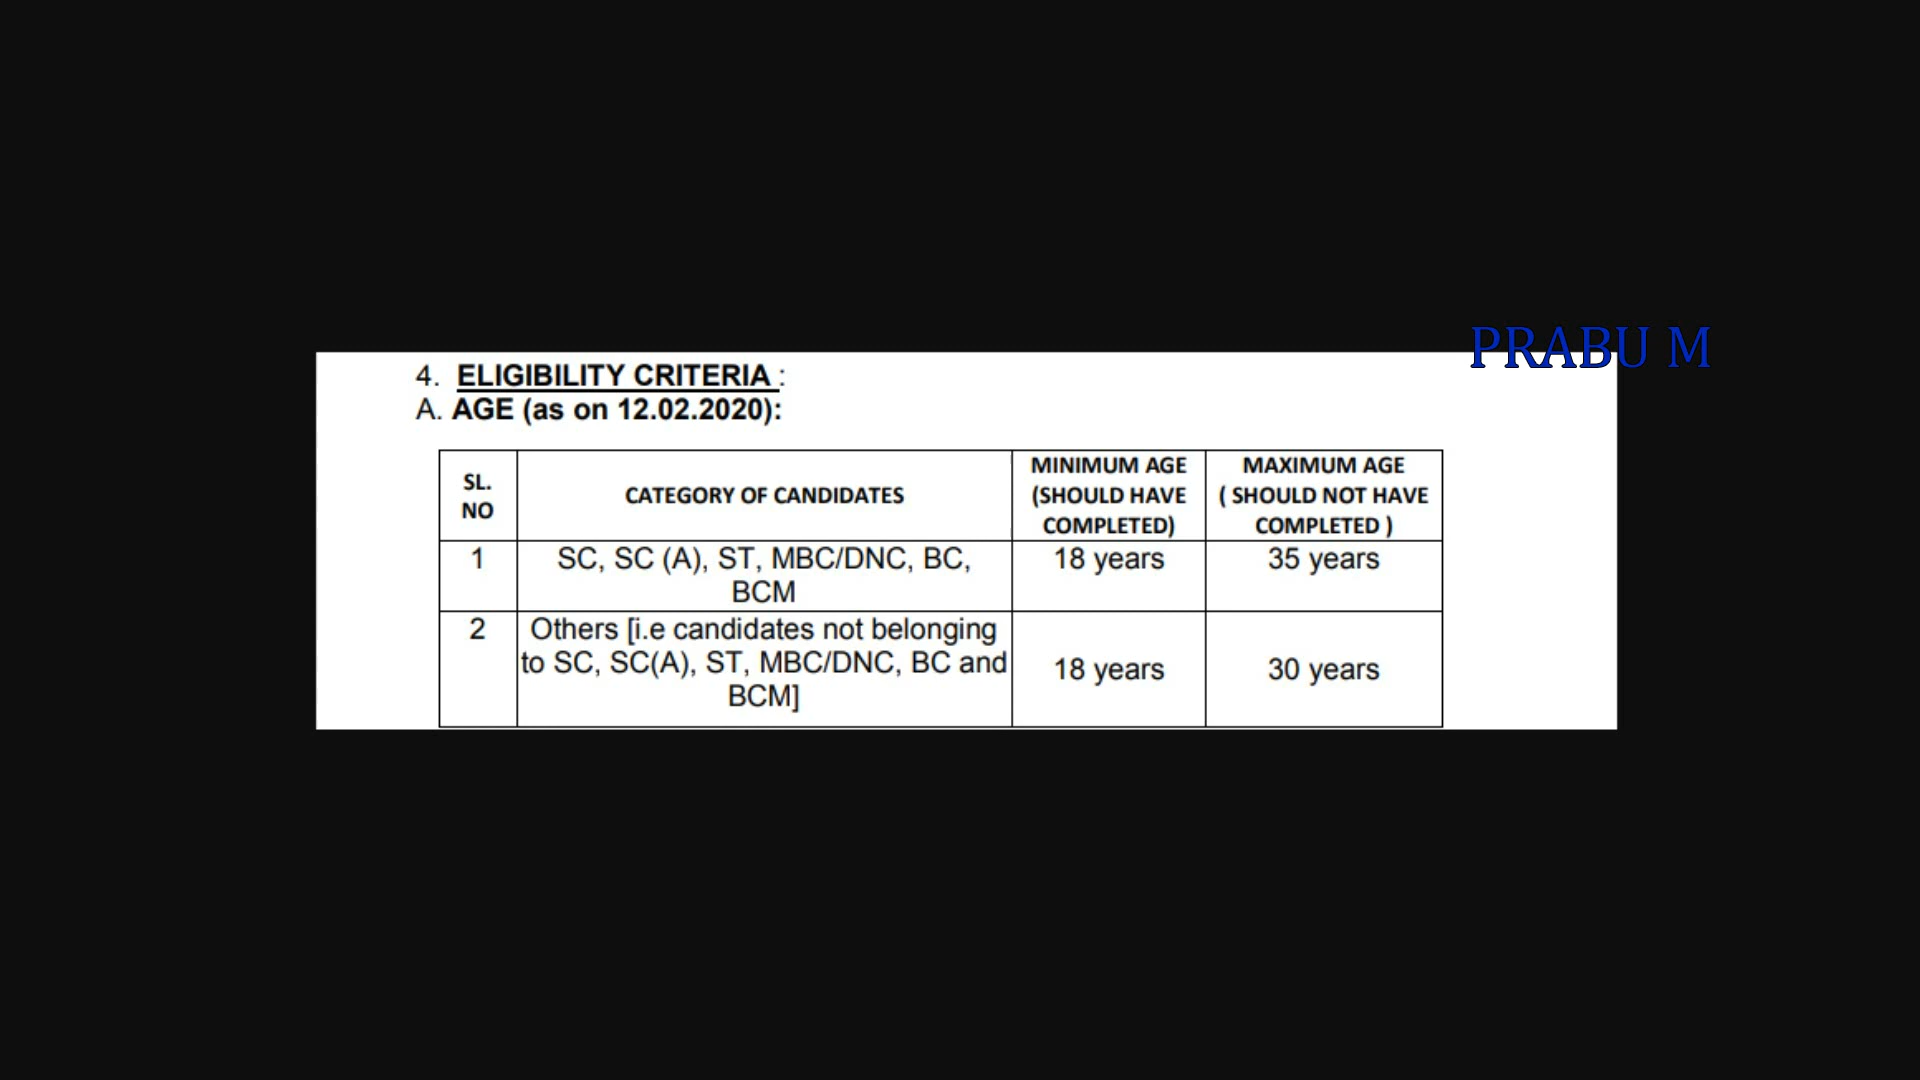 PRABU M
4. ELIGIBILITY CRITERIA :
A. AGE (as on 12.02.2020):
SL. NO
CATEGORY OF CANDIDATES
MINIMUM AGE
(SHOULD HAVE
COMPLETED)
MAXIMUM AGE
( SHOULD NOT HAVE
COMPLETED )
1
SC, SC (A), ST, MBC/DNC, BC,
BCM
18 years
35 years
2
Others [i.e candidates not belonging
to SC, SC(A), ST, MBC/DNC, BC and
BCM]
18 years
30 years